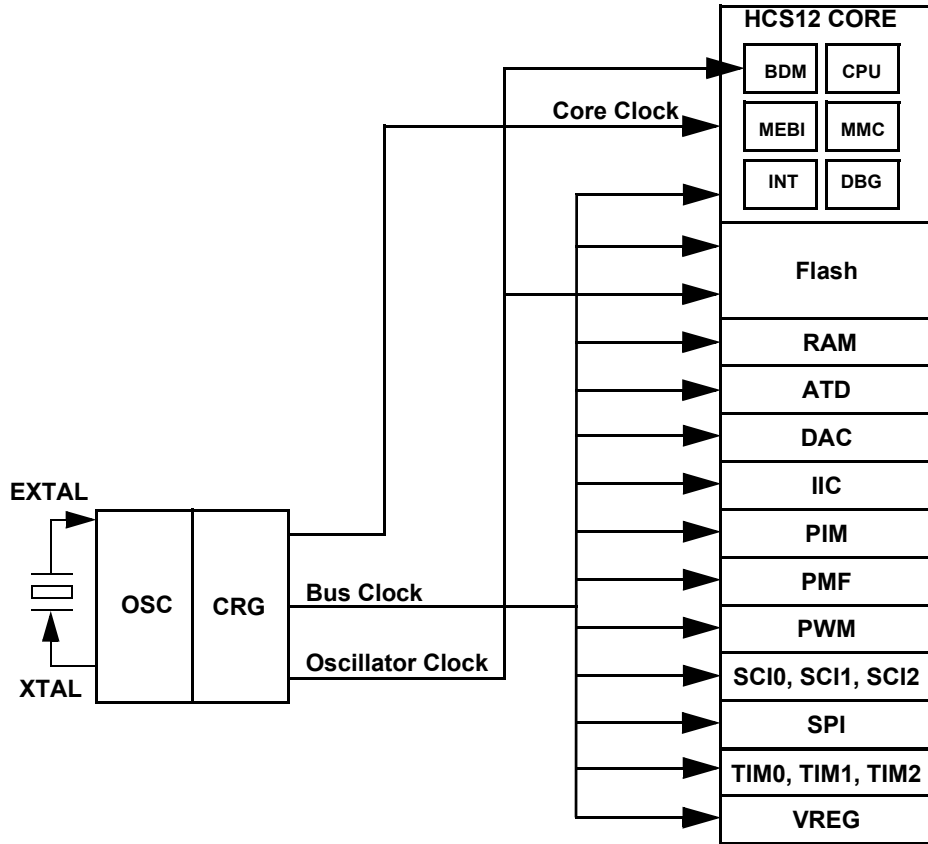 HCS12 CORE
BDM
CPU
Core Clock
MEBI
MMC
INT
DBG
Flash
RAM
ATD
DAC
IIC
EXTAL
PIM
PMF
OSC
CRG
Bus Clock
PWM
Oscillator Clock
SCI0, SCI1, SCI2
XTAL
SPI
TIM0, TIM1, TIM2
VREG